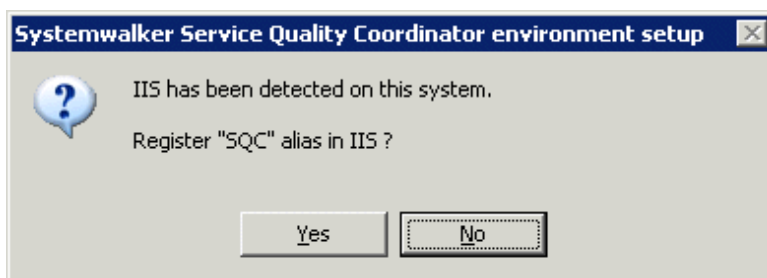 Systemwalker Service Quality Coordinator environment setup
IIS has been detected on this system.
Register "SQC" alias in IIS ?
Yes
No